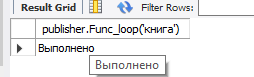 Result Grid Filter Rows:
publisher.Func_loop('книга')
Выполнено
Выполнено